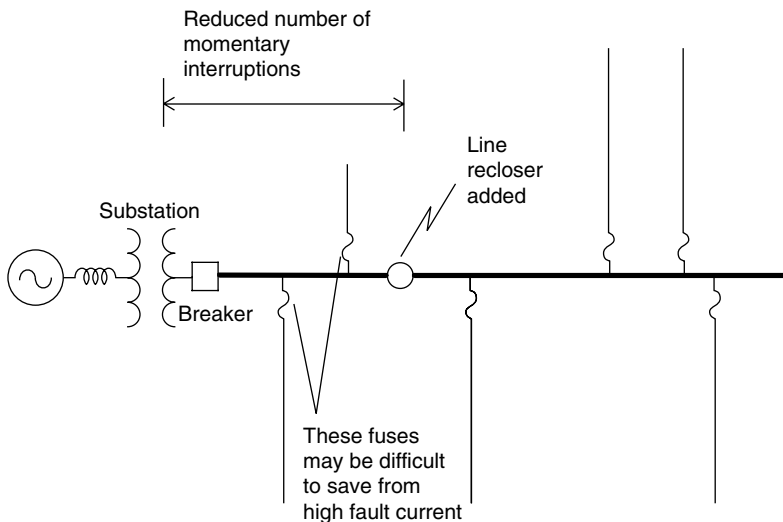 Reduced number of
momentary
interruptions
Line
recloser
added
Substation
Breaker
These fuses
may be difficult
to save from
high fault current